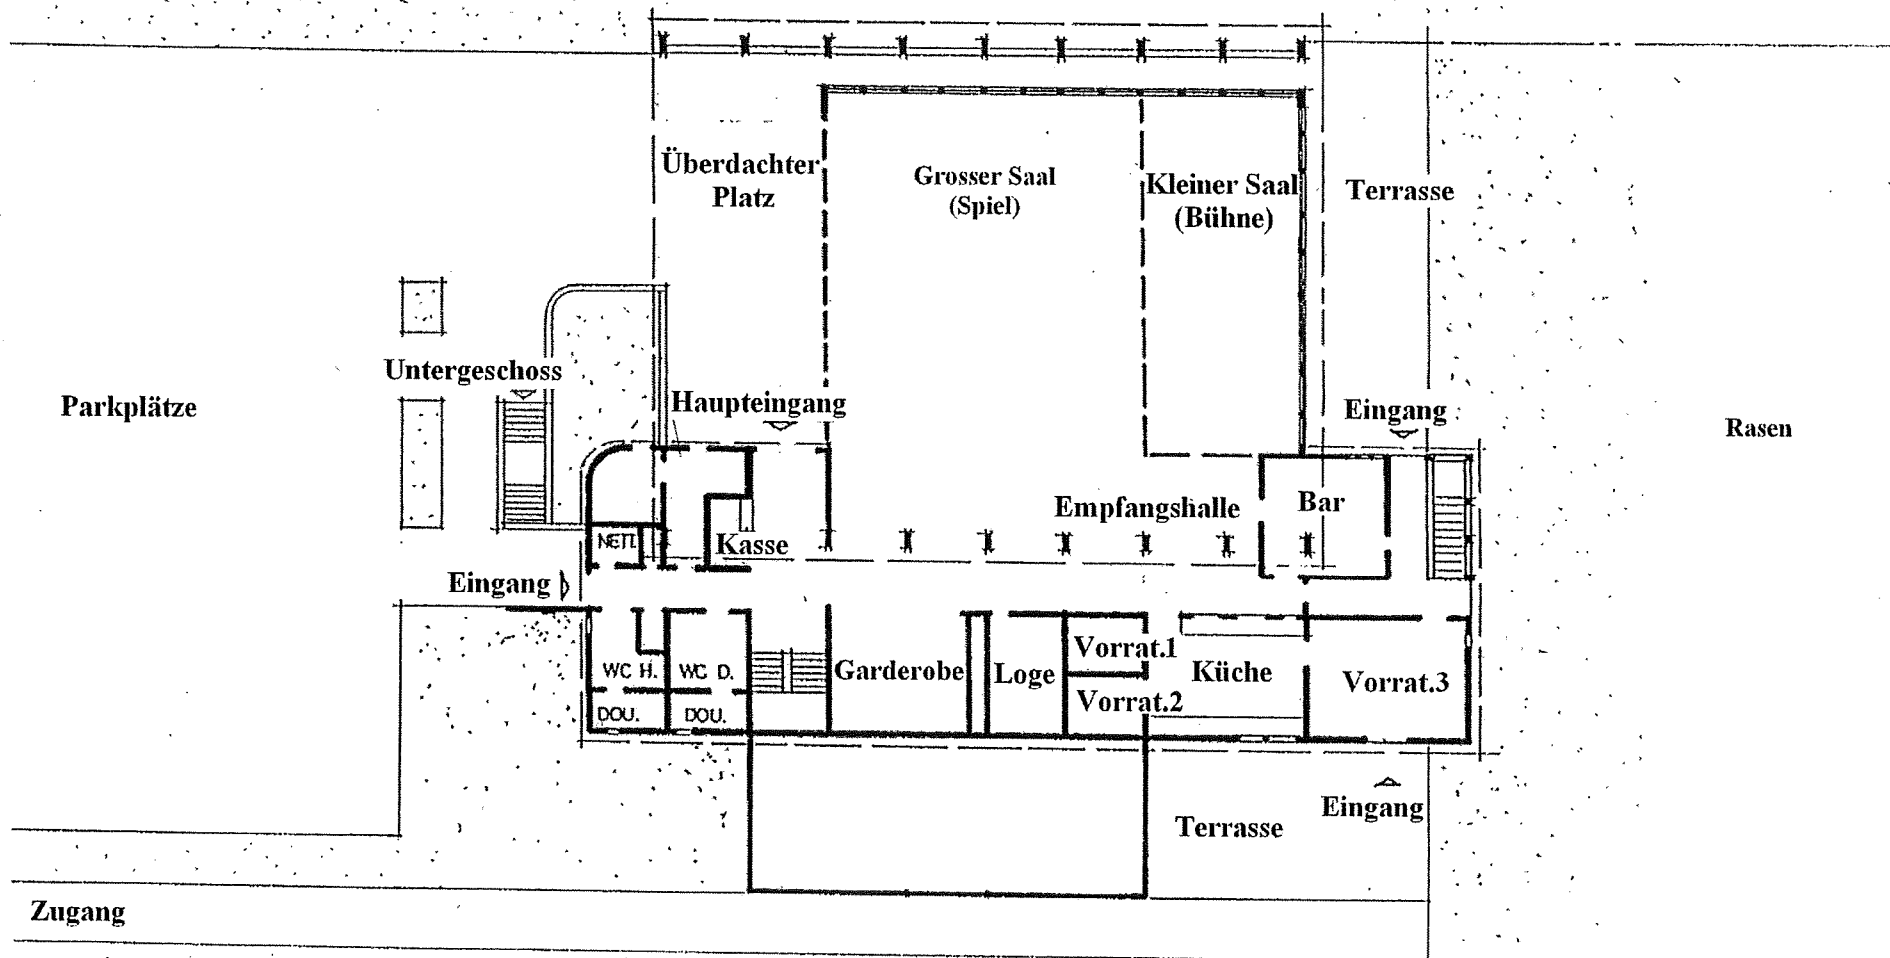 Überdachter
Platz
Grosser Saal
(Spiel)
Kleiner Saal
(Bühne)
Terrasse
Untergeschoss
Parkplätze
Haupteingang
Eingang
Rasen
Empfangshalle
Bar
NETT.
Kasse
Eingang
WC H.
WC D.
Garderobe
Loge
Vorrat.1
Vorrat.2
Küche
Vorrat.3
DOU.
DOU.
Eingang
Terrasse
Zugang